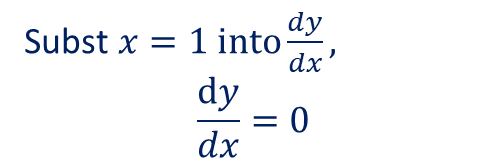 Subst x = 1 into dy/dx,
dy/dx = 0